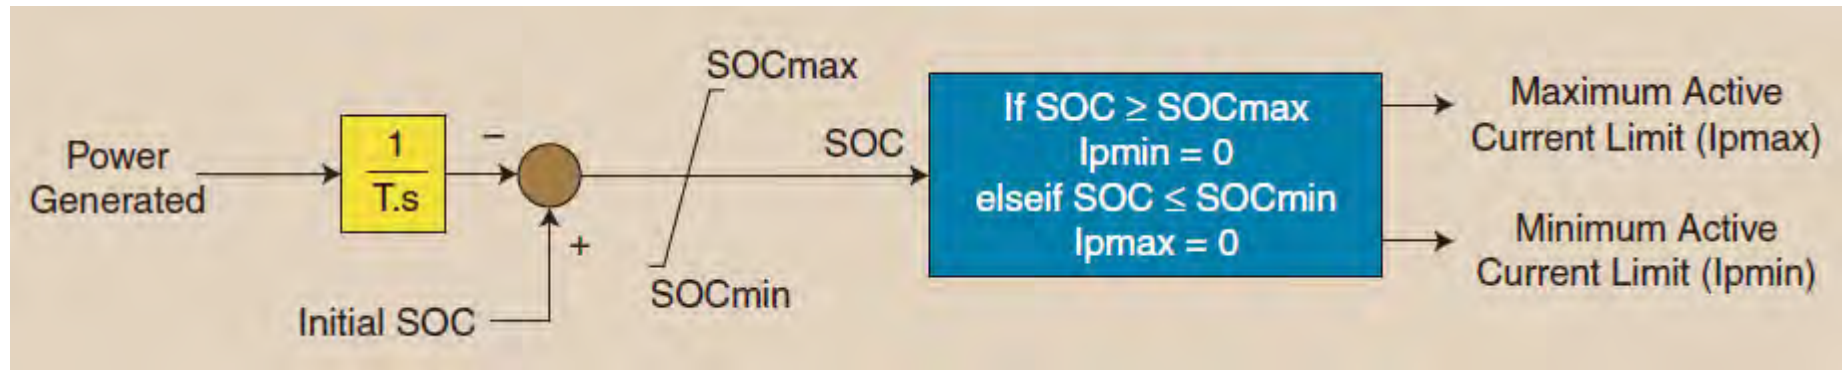 Power
Generated
1
T.s
−
+
Initial SOC
SOCmax
SOCmin
SOC
If SOC ≥ SOCmax
Ipmin = 0
elseif SOC ≤ SOCmin
Ipmax = 0
Maximum Active
Current Limit (Ipmax)
Minimum Active
Current Limit (Ipmin)